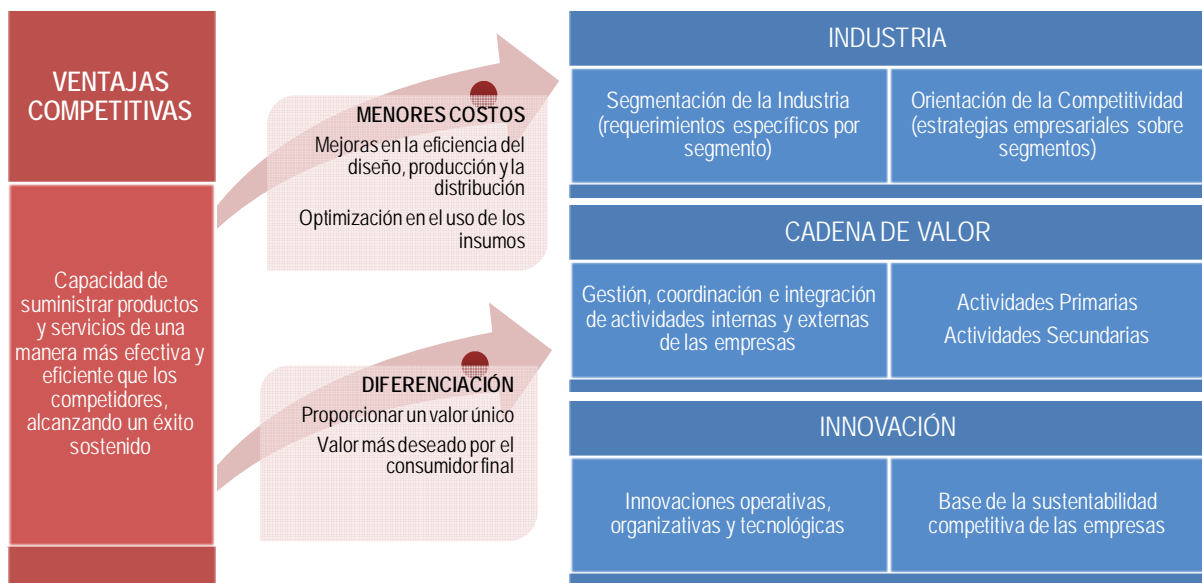 VENTAJAS
COMPETITIVAS
Capacidad de
suministrar productos
y servicios de una
manera más efectiva y
eficiente que los
competidores,
alcanzando un éxito
sostenido
MENORES COSTOS
Mejoras en la eficiencia del
diseño, producción y la
distribución
Optimización en el uso de los
insumos
DIFERENCIACIÓN
Proporcionar un valor único
Valor más deseado por el
consumidor final
INDUSTRIA
Segmentación de la Industria
(requerimientos específicos por
segmento)
Orientación de la Competitividad
(estrategias empresariales sobre
segmentos)
CADENA DE VALOR
Gestión, coordinación e integración
de actividades internas y externas
de las empresas
Actividades Primarias
Actividades Secundarias
INNOVACIÓN
Innovaciones operativas,
organizativas y tecnológicas
Base de la sustentabilidad
competitiva de las empresas